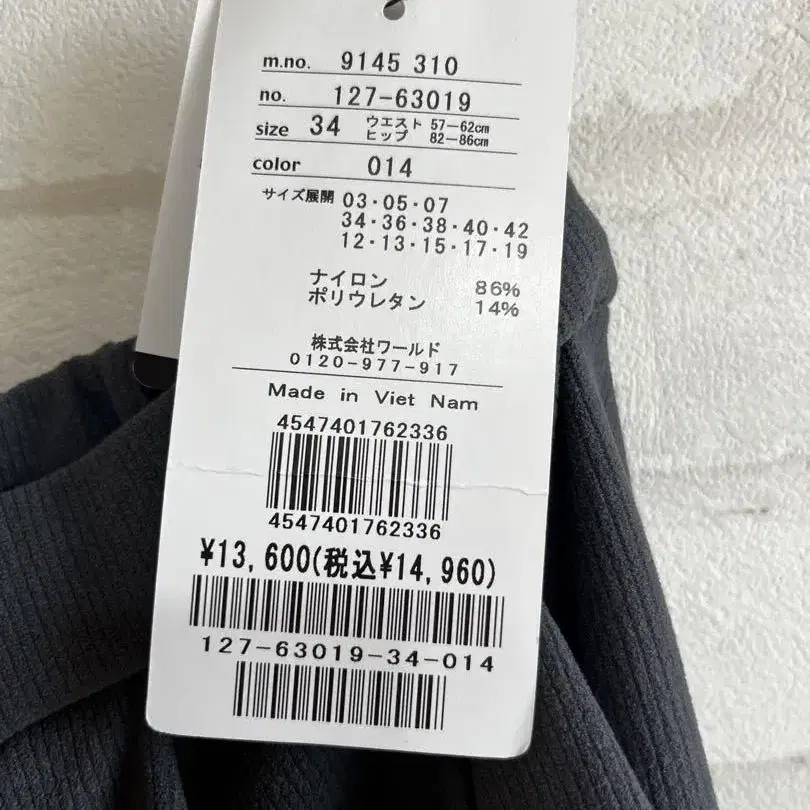 m.no. 9145 310
no. 127-63019
size 34 ウエスト 57−62㎝
ヒップ 82−86㎝
color 014
サイズ展開 03・05・07
34・36・38・40・42
12・13・15・17・19
ナイロン 86%
ポリウレタン 14%
株式会社ワールド
0120-977-917
Made in Viet Nam
4547401762336
4547401762336
¥13,600(税込¥14,960)
127-63019-34-014